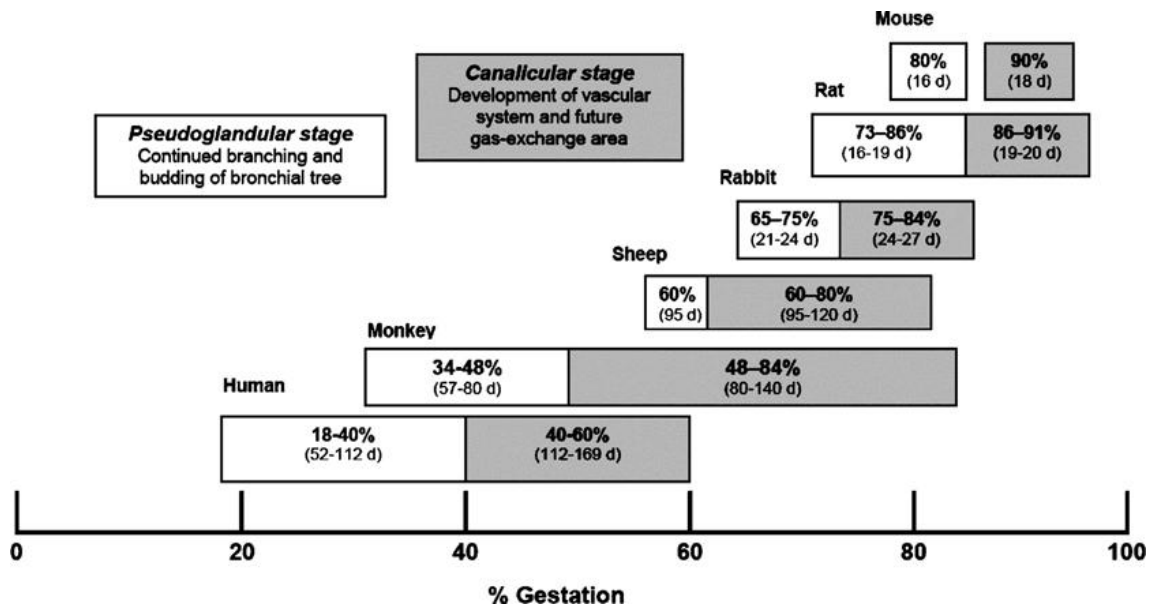 Mouse
80%
(16 d)
90%
(18 d)
Canalicular stage
Development of vascular
system and future
gas-exchange area
Rat
73–86%
(16-19 d)
86–91%
(19-20 d)
Pseudoglandular stage
Continued branching and
budding of bronchial tree
Rabbit
65–75%
(21-24 d)
75–84%
(24-27 d)
Sheep
60%
(95 d)
60–80%
(95-120 d)
Monkey
34-48%
(57-80 d)
48–84%
(80-140 d)
Human
18-40%
(52-112 d)
40-60%
(112-169 d)
0 20 40 60 80 100
% Gestation